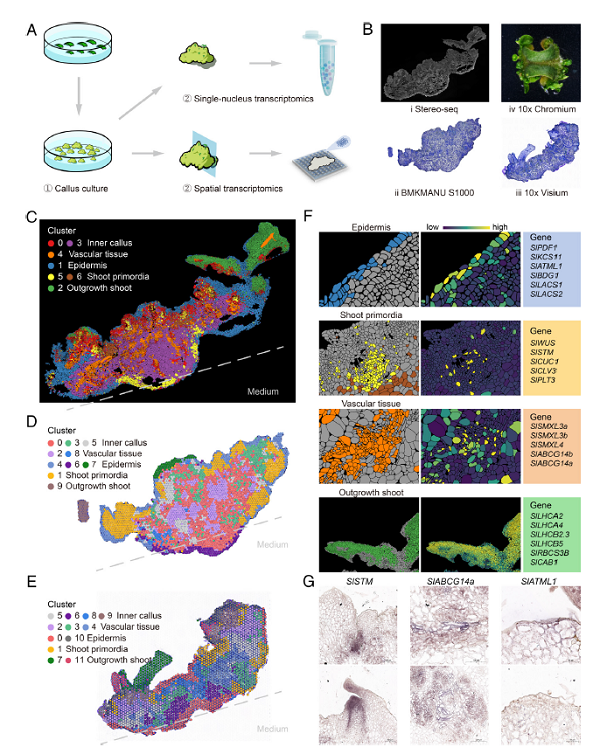 A
② Single-nucleus transcriptomics
① Callus culture
② Spatial transcriptomics
B
i Stereo-seq
iv 10x Chromium
ii BMKMANU S1000
iii 10x Visium
C
Cluster
0 3 Inner callus
4 Vascular tissue
1 Epidermis
5 6 Shoot primordia
2 Outgrowth shoot
Medium
D
Cluster
0 3 5 Inner callus
2 8 Vascular tissue
4 6 7 Epidermis
1 Shoot primordia
9 Outgrowth shoot
Medium
E
Cluster
5 6 8 9 Inner callus
2 3 4 Vascular tissue
0 10 Epidermis
1 Shoot primordia
7 11 Outgrowth shoot
Medium
F
low high
Epidermis
Gene
SlPDF1
SlKCS11
SlATML1
SlBDG1
SlLACS1
SlLACS2
Shoot primordia
Gene
SlWUS
SlSTM
SlCUC1
SlCLV3
SlPLT3
Vascular tissue
Gene
SlSMXL3a
SlSMXL3b
SlSMXL4
SlABCG14b
SlABCG14a
Outgrowth shoot
Gene
SlLHCA2
SlLHCA4
SlLHCB2.3
SlLHCB5
SlRBCS3B
SlCAB1
G
SlSTM SlABCG14a SlATML1